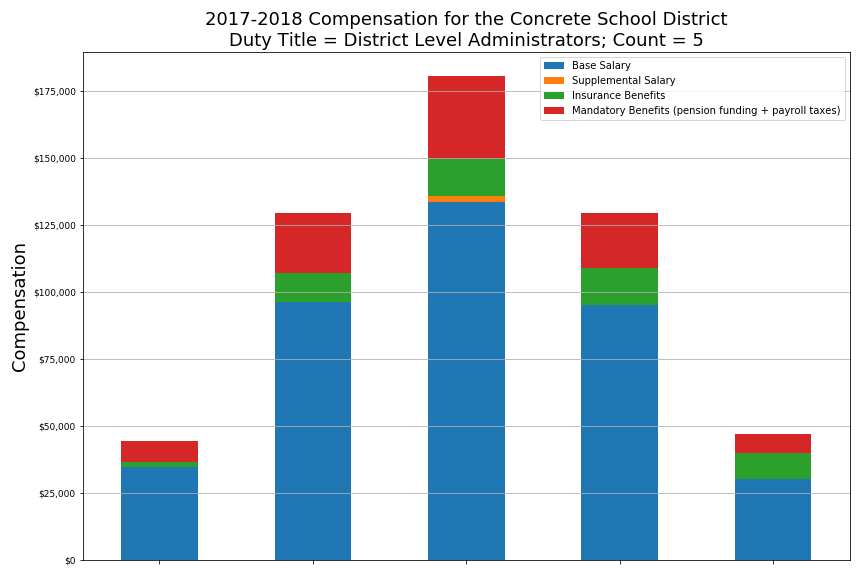 2017-2018 Compensation for the Concrete School District
Duty Title = District Level Administrators; Count = 5
Base Salary
Supplemental Salary
Insurance Benefits
Mandatory Benefits (pension funding + payroll taxes)
Compensation
$175,000
$150,000
$125,000
$100,000
$75,000
$50,000
$25,000
$0